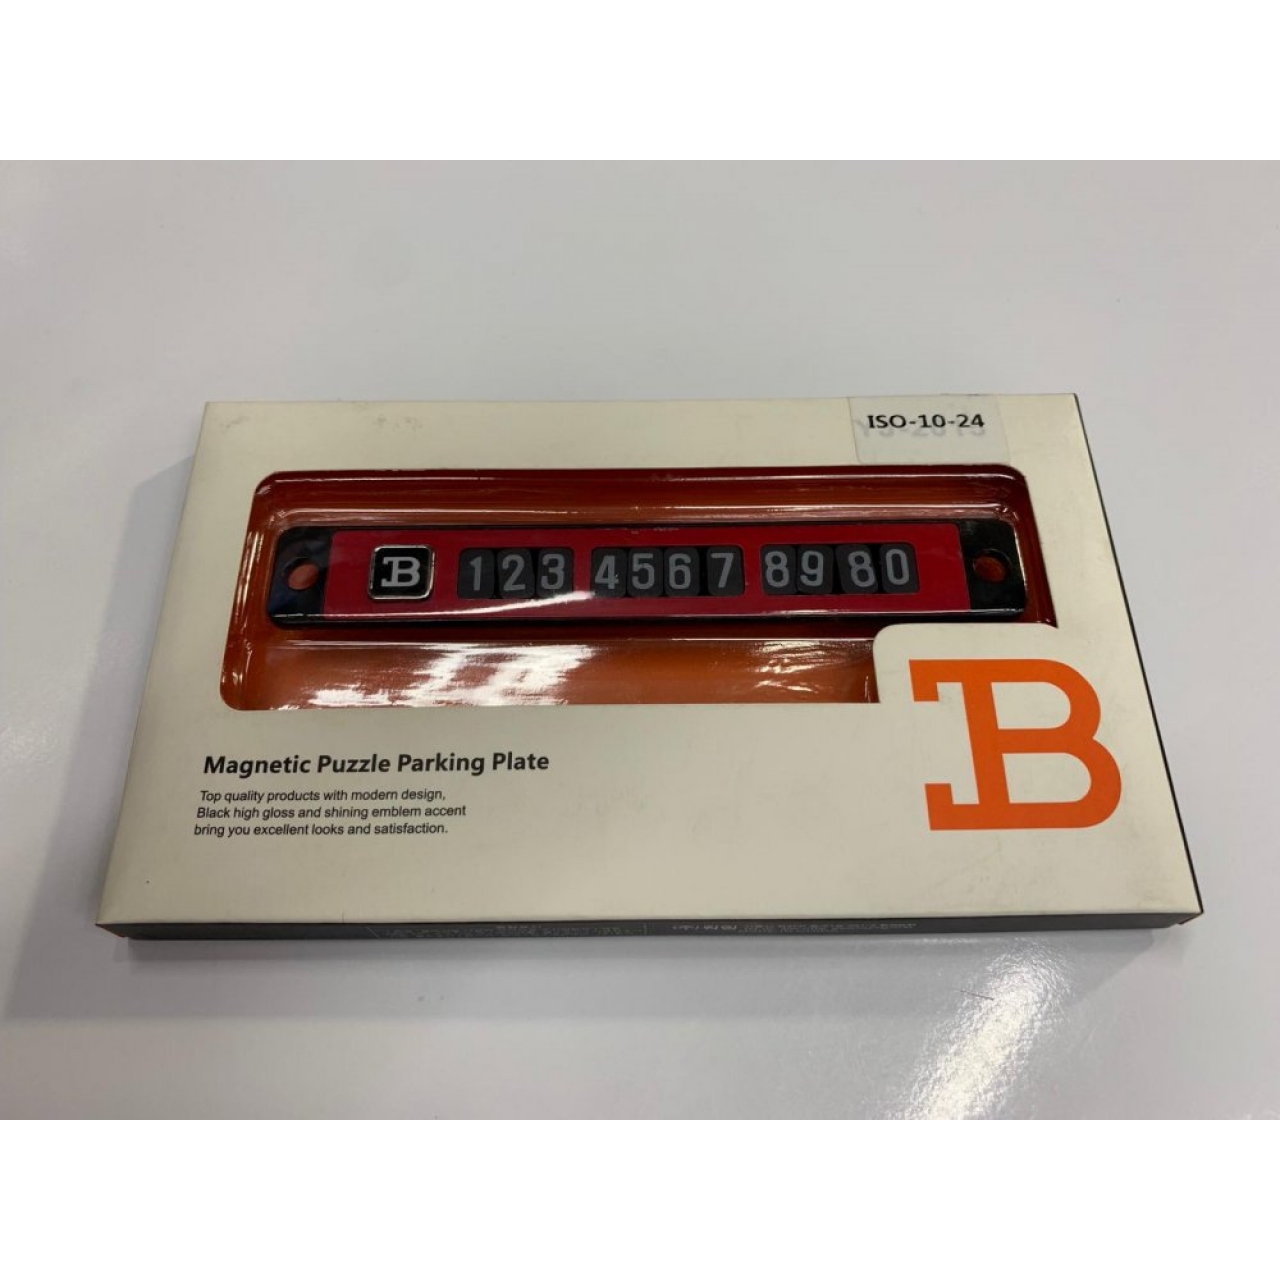 ISO-10-24
B 123 4567 8980
B
Magnetic Puzzle Parking Plate
Top quality products with modern design,
Black high gloss and shining emblem accent
bring you excellent looks and satisfaction.